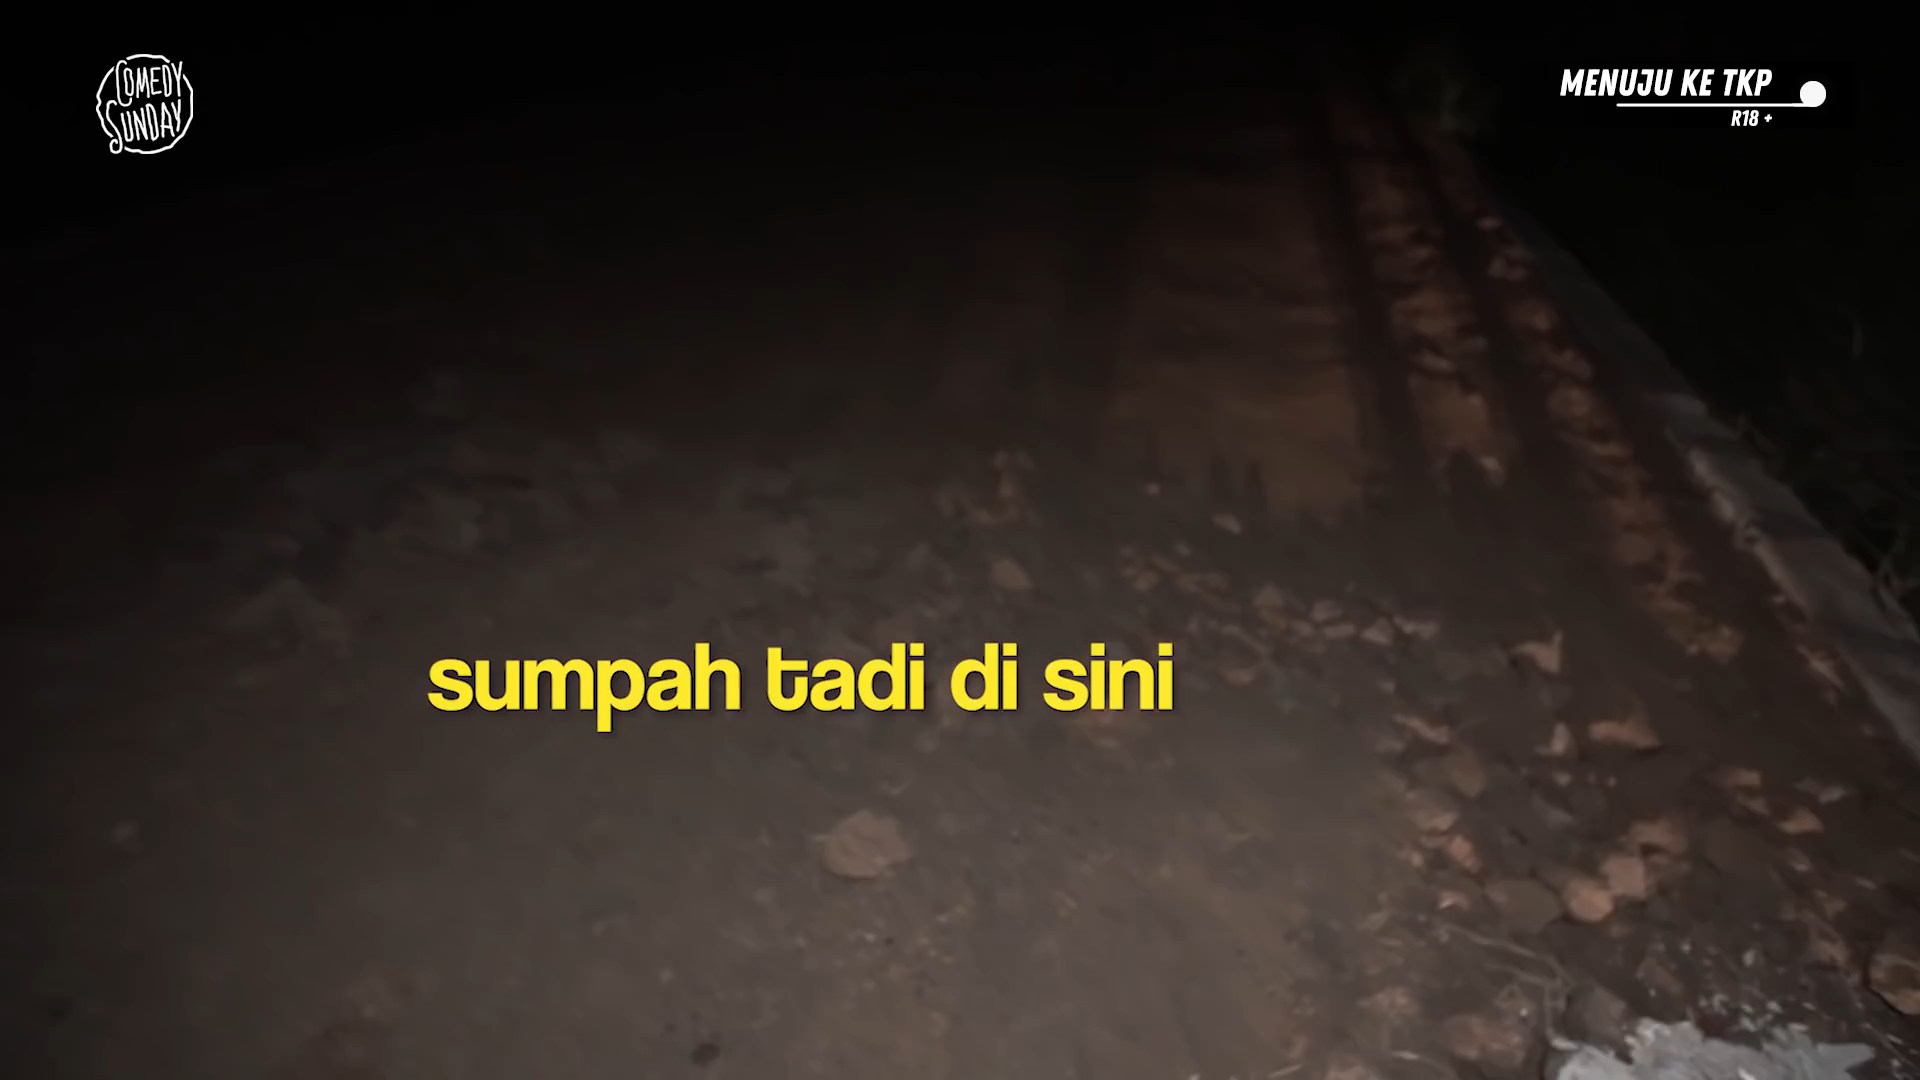 COMEDY
SUNDAY
MENUJU KE TKP
R18 +
sumpah tadi di sini